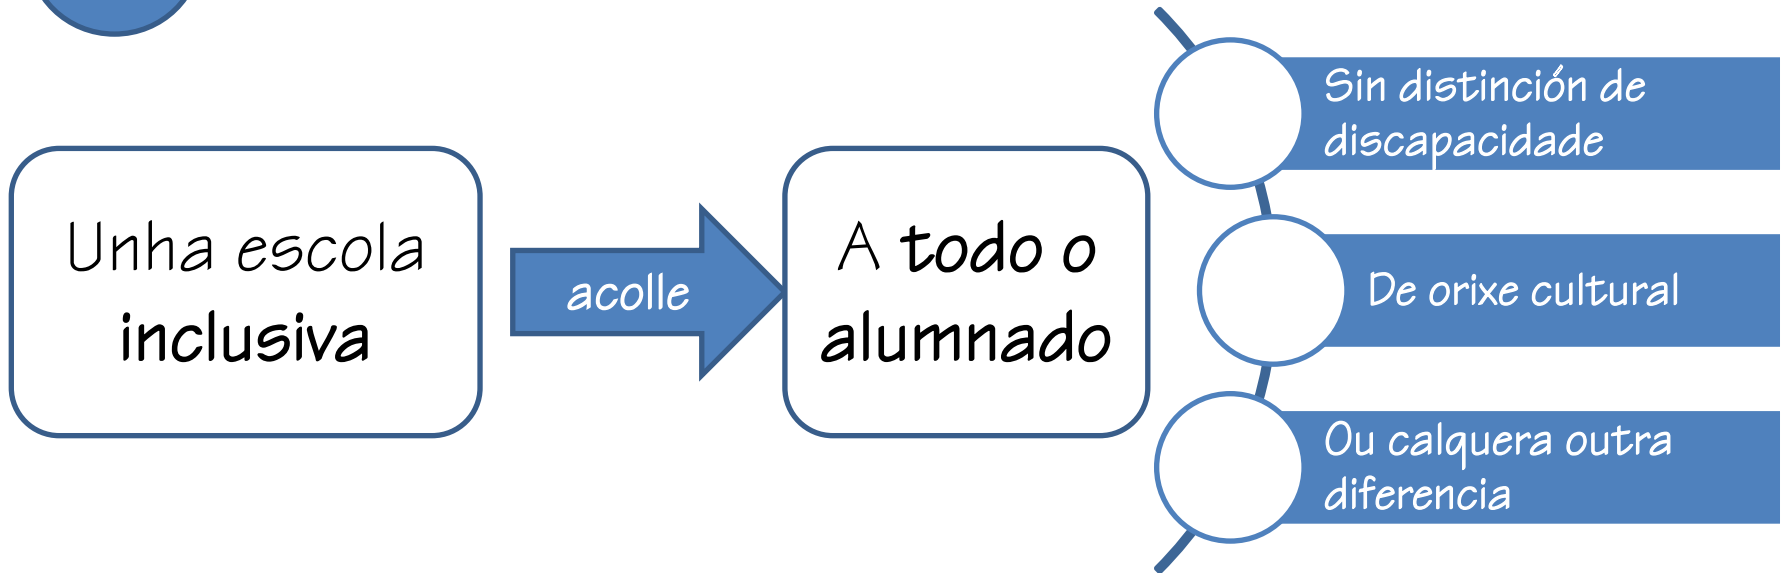 Unha escola
inclusiva
acolle
A todo o
alumnado
Sin distinción de
discapacidade
De orixe cultural
Ou calquera outra
diferencia